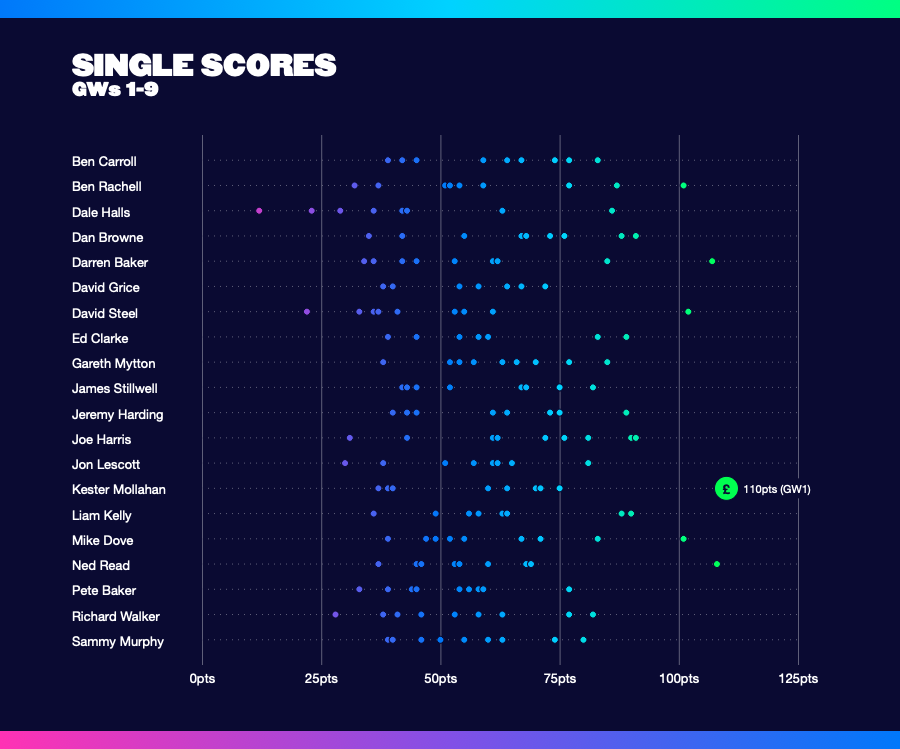 SINGLE SCORES
GWs 1-9
Ben Carroll
Ben Rachell
Dale Halls
Dan Browne
Darren Baker
David Grice
David Steel
Ed Clarke
Gareth Mytton
James Stillwell
Jeremy Harding
Joe Harris
Jon Lescott
Kester Mollahan £ 110pts (GW1)
Liam Kelly
Mike Dove
Ned Read
Pete Baker
Richard Walker
Sammy Murphy
0pts 25pts 50pts 75pts 100pts 125pts